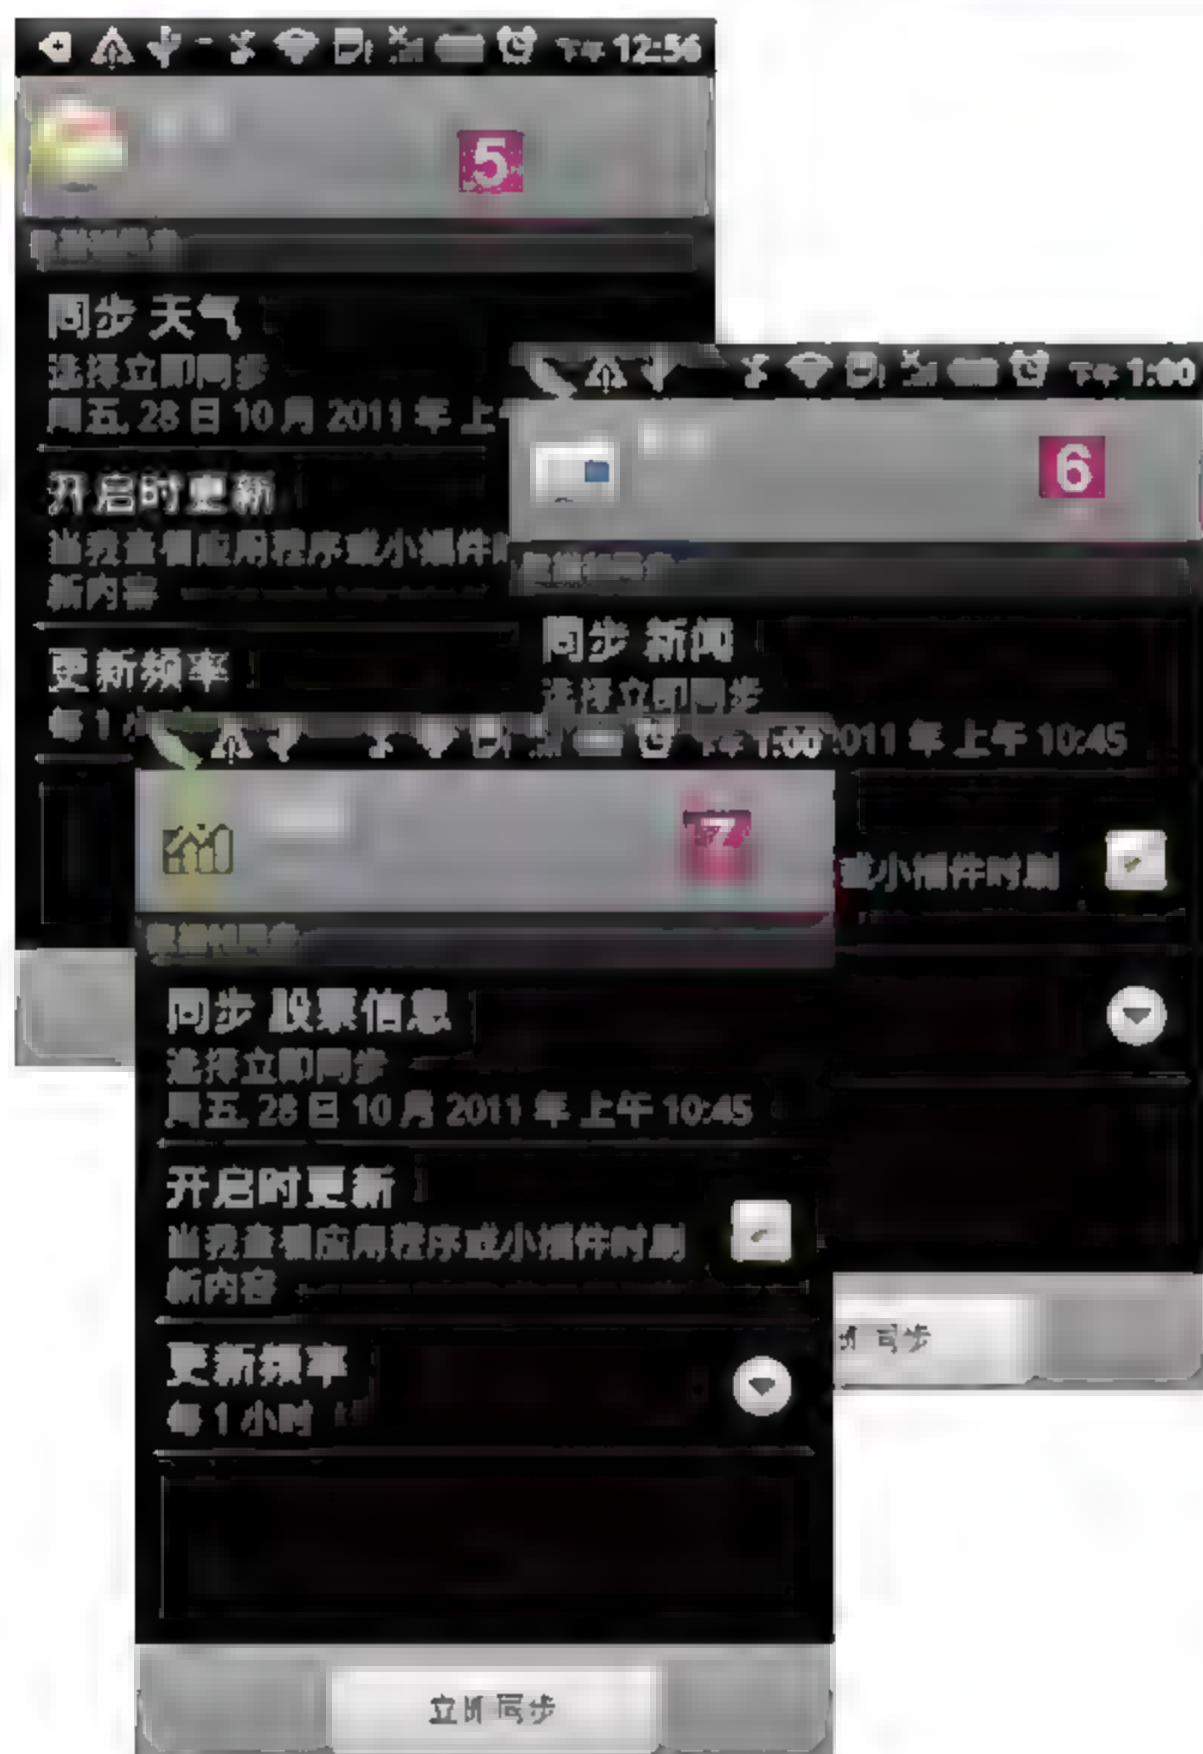 下午 12:56
5
同步 天气
选择立即同步
周五, 28 日 10 月 2011 年 上
开启时更新
当我查看应用程序或小插件
新内容
更新频率
每 1 小
下午 1:00
6
同步 新闻
选择立即同步
2011 年 上午 10:45
或小插件时刷
同步
下午 1:00
7
同步 股票信息
选择立即同步
周五, 28 日 10 月 2011 年 上午 10:45
开启时更新
当我查看应用程序或小插件时刷
新内容
更新频率
每 1 小时
立即 同步